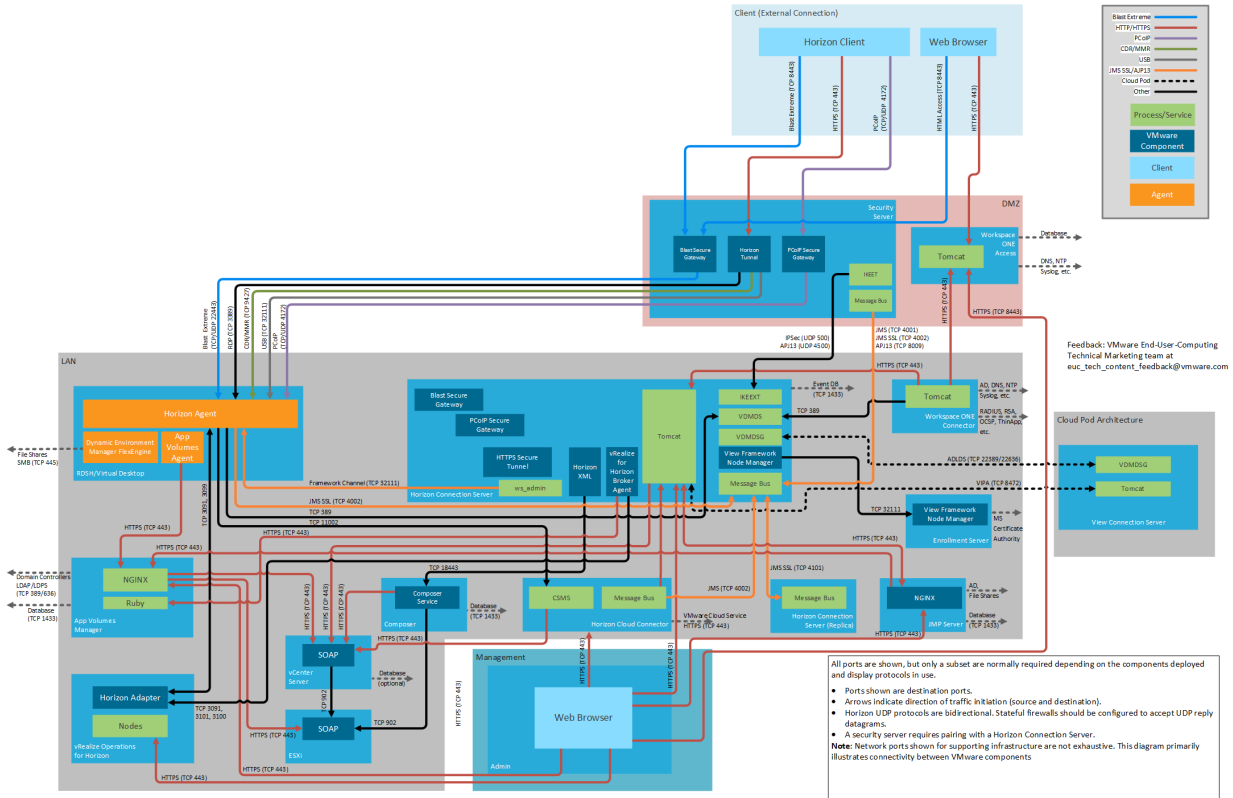 Client (External Connection)
Horizon Client
Web Browser
Blast Extreme (TCP 8443)
HTTPS (TCP 443)
PCoIP
(TCP/UDP 4172)
HTML Access (TCP 8443)
HTTPS (TCP 443)
Blast Extreme
HTTP/HTTPS
PCoIP
CDR/MMR
USB
JMS SSL/AJP13
Cloud Pod
Other
Process/Service
VMware
Component
Client
Agent
DMZ
Security
Server
Blast Secure
Gateway
Horizon
Tunnel
PCoIP Secure
Gateway
IKEET
Message Bus
Workspace
ONE
Access
Tomcat
Database
DNS, NTP
Syslog, etc.
HTTPS (TCP 443)
HTTPS (TCP 8443)
Blast Extreme
(TCP/UDP 22443)
RDP (TCP 3389)
CDR/MMR (TCP 9427)
USB (TCP 32111)
PCoIP
(TCP/UDP 4172)
IPSec (UDP 500)
APJ13 (UDP 4500)
JMS (TCP 4001)
JMS SSL (TCP 4002)
APJ13 (TCP 8009)
Feedback: VMware End-User-Computing
Technical Marketing team at
euc_tech_content_feedback@vmware.com
LAN
Horizon Agent
Dynamic Environment
Manager FlexEngine
App
Volumes
Agent
RDSH/Virtual Desktop
File Shares
SMB (TCP 445)
Blast Secure
Gateway
PCoIP Secure
Gateway
HTTPS Secure
Tunnel
ws_admin
Horizon
XML
vRealize
for
Horizon
Broker
Agent
Horizon Connection Server
Tomcat
IKEEXT
VDMDS
VDMDSG
View Framework
Node Manager
Message Bus
HTTPS (TCP 443)
Event DB
(TCP 1433)
TCP 389
Tomcat
Workspace ONE
Connector
AD, DNS, NTP
Syslog, etc.
RADIUS, RSA,
OCSP, ThinApp,
etc.
ADLDS (TCP 22389/22636)
VIPA (TCP 8472)
Cloud Pod Architecture
VDMDSG
Tomcat
View Connection Server
TCP 32111
View Framework
Node Manager
Enrollment Server
MS
Certificate
Authority
Framework Channel (TCP 32111)
JMS SSL (TCP 4002)
TCP 389
TCP 11002
HTTPS (TCP 443)
TCP 3091, 3099
HTTPS (TCP 443)
HTTPS (TCP 443)
HTTPS (TCP 443)
Domain Controllers
LDAP/LDPS
(TCP 389/636)
Database
(TCP 1433)
NGINX
Ruby
App Volumes
Manager
TCP 18443
HTTPS (TCP 443)
HTTPS (TCP 443)
HTTPS (TCP 443)
Composer
Service
Composer
Database
(TCP 1433)
CSMS
Message Bus
Horizon Cloud Connector
JMS (TCP 4002)
VMware Cloud Service
HTTPS (TCP 443)
JMS SSL (TCP 4101)
Message Bus
Horizon Connection
Server (Replica)
NGINX
JMP Server
AD,
File Shares
Database
(TCP 1433)
HTTPS (TCP 443)
HTTPS (TCP 443)
SOAP
vCenter
Server
Database
(optional)
TCP 902
SOAP
ESXi
TCP 902
HTTPS (TCP 443)
Horizon Adapter
Nodes
vRealize Operations
for Horizon
TCP 3091,
3101, 3100
HTTPS (TCP 443)
HTTPS (TCP 443)
HTTPS (TCP 443)
Management
HTTPS (TCP 443)
HTTPS (TCP 443)
Web Browser
Admin
All ports are shown, but only a subset are normally required depending on the components deployed
and display protocols in use.
• Ports shown are destination ports.
• Arrows indicate direction of traffic initiation (source and destination).
• Horizon UDP protocols are bidirectional. Stateful firewalls should be configured to accept UDP reply
datagrams.
• A security server requires pairing with a Horizon Connection Server.
Note: Network ports shown for supporting infrastructure are not exhaustive. This diagram primarily
illustrates connectivity between VMware components